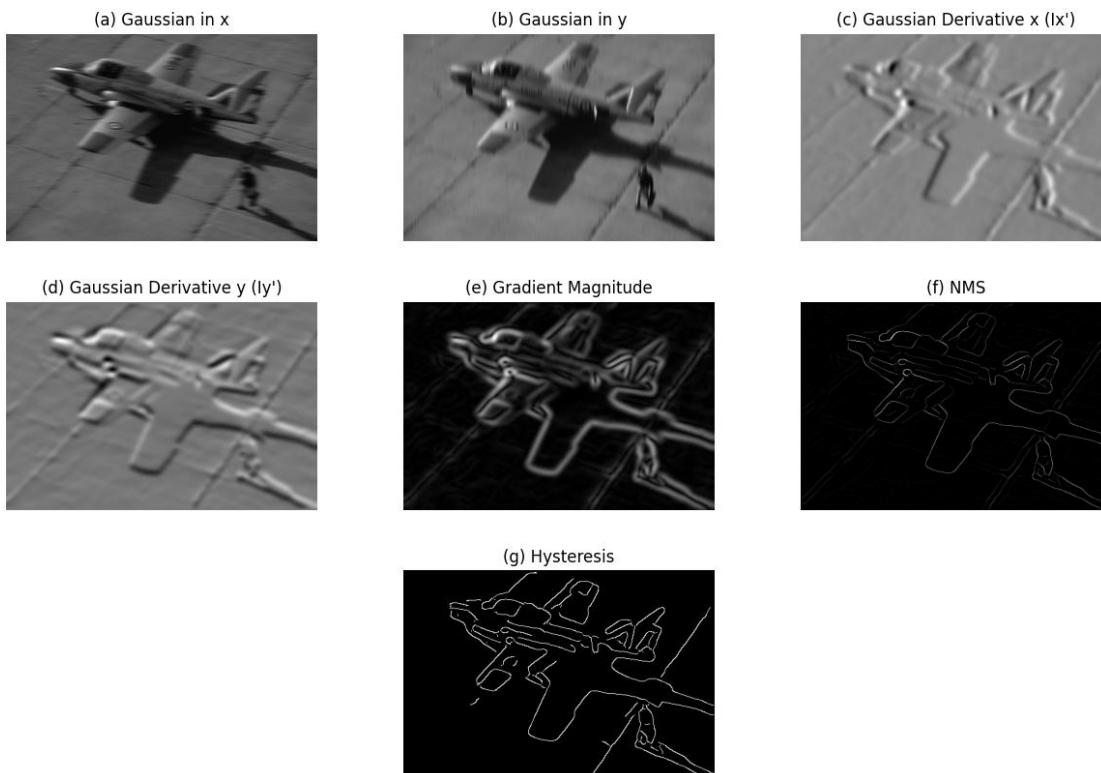 (a) Gaussian in x
(b) Gaussian in y
(c) Gaussian Derivative x (Ix')
(d) Gaussian Derivative y (Iy')
(e) Gradient Magnitude
(f) NMS
(g) Hysteresis